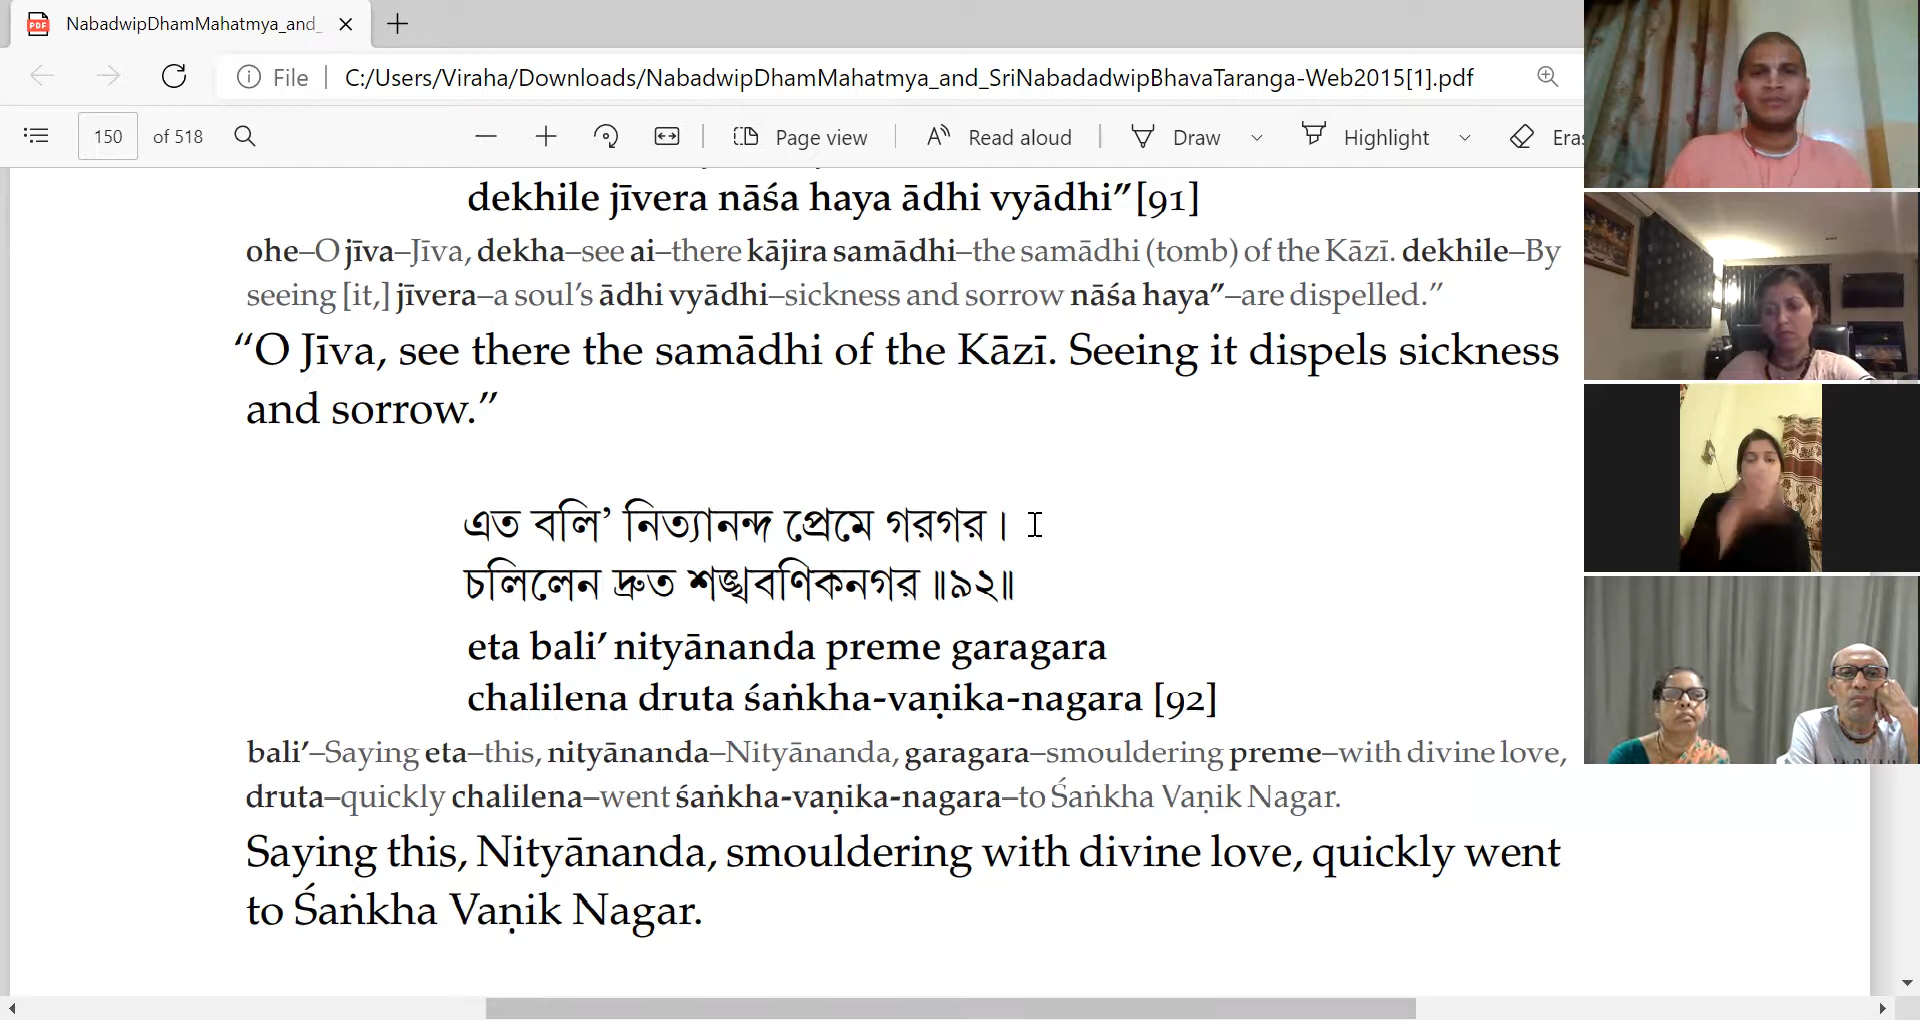 NabadwipDhamMahatmya_and_
File
C:/Users/Viraha/Downloads/NabadwipDhamMahatmya_and_SriNabadadwipBhavaTaranga-Web2015[1].pdf
150 of 518 Page view Read aloud Draw Highlight Eras
dekhile jīvera nāśa haya ādhi vyādhi” [91]
ohe–O jīva–Jīva, dekha–see ai–there kājira samādhi–the samādhi (tomb) of the Kāzī. dekhile–By
seeing [it,] jīvera–a soul’s ādhi vyādhi–sickness and sorrow nāśa haya”–are dispelled.”
“O Jīva, see there the samādhi of the Kāzī. Seeing it dispels sickness
and sorrow.”
এত বলি’ নিত্যানন্দ প্রেমে গরগর ।
চলিলেন দ্রুত শঙ্খবণিকনগর ॥৯২॥
eta bali’ nityānanda preme garagara
chalilena druta śaṅkha-vaṇika-nagara [92]
bali’–Saying eta–this, nityānanda–Nityānanda, garagara–smouldering preme–with divine love,
druta–quickly chalilena–went śaṅkha-vaṇika-nagara–to Śaṅkha Vaṇik Nagar.
Saying this, Nityānanda, smouldering with divine love, quickly went
to Śaṅkha Vaṇik Nagar.